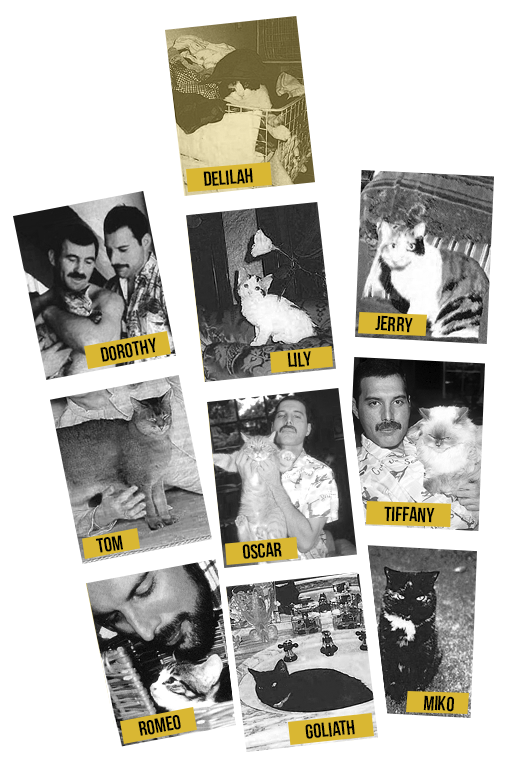 DELILAH
DOROTHY
LILY
JERRY
TOM
OSCAR
TIFFANY
ROMEO
GOLIATH
MIKO